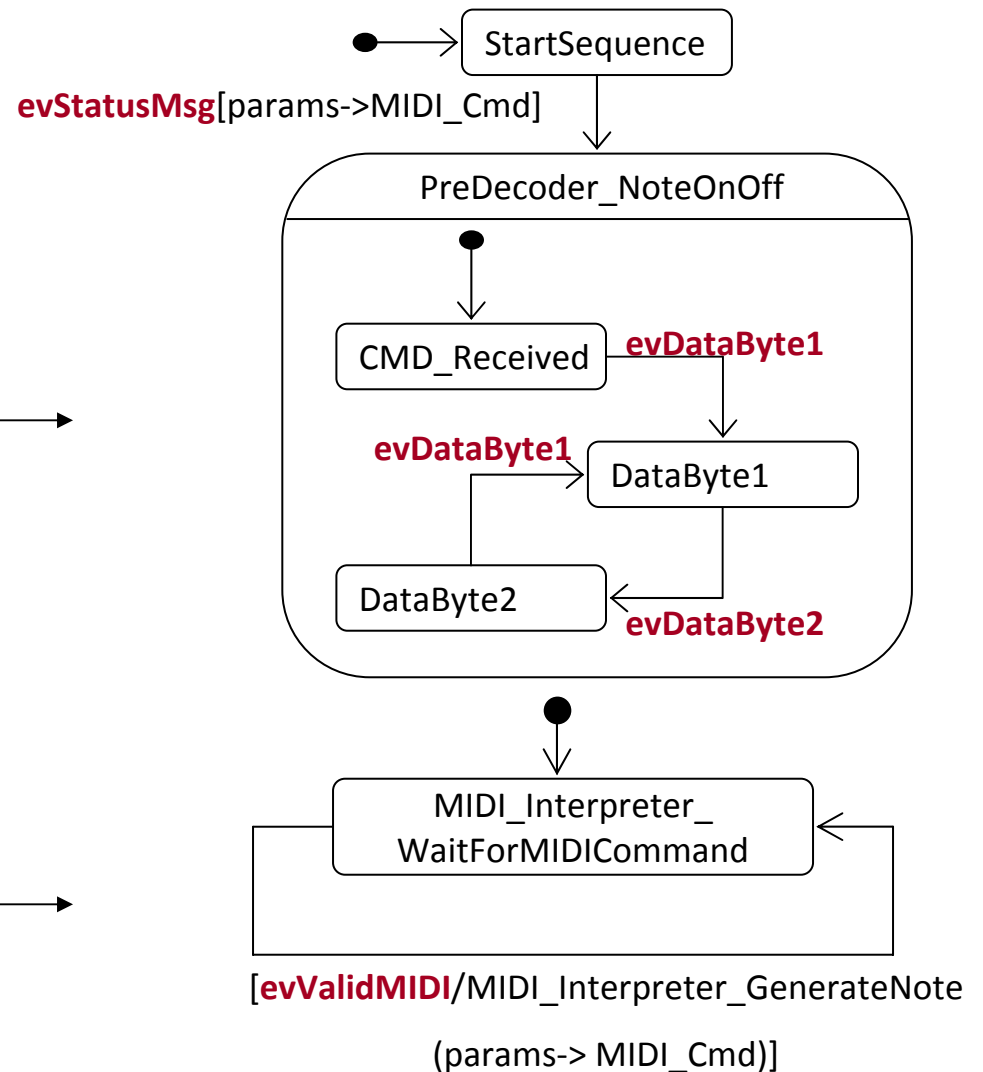 StartSequence
evStatusMsg[params->MIDI_Cmd]
PreDecoder_NoteOnOff
evDataByte1
CMD_Received
evDataByte1
DataByte1
DataByte2
evDataByte2
MIDI_Interpreter_
WaitForMIDICommand
[evValidMIDI/MIDI_Interpreter_GenerateNote
(params-> MIDI_Cmd)]